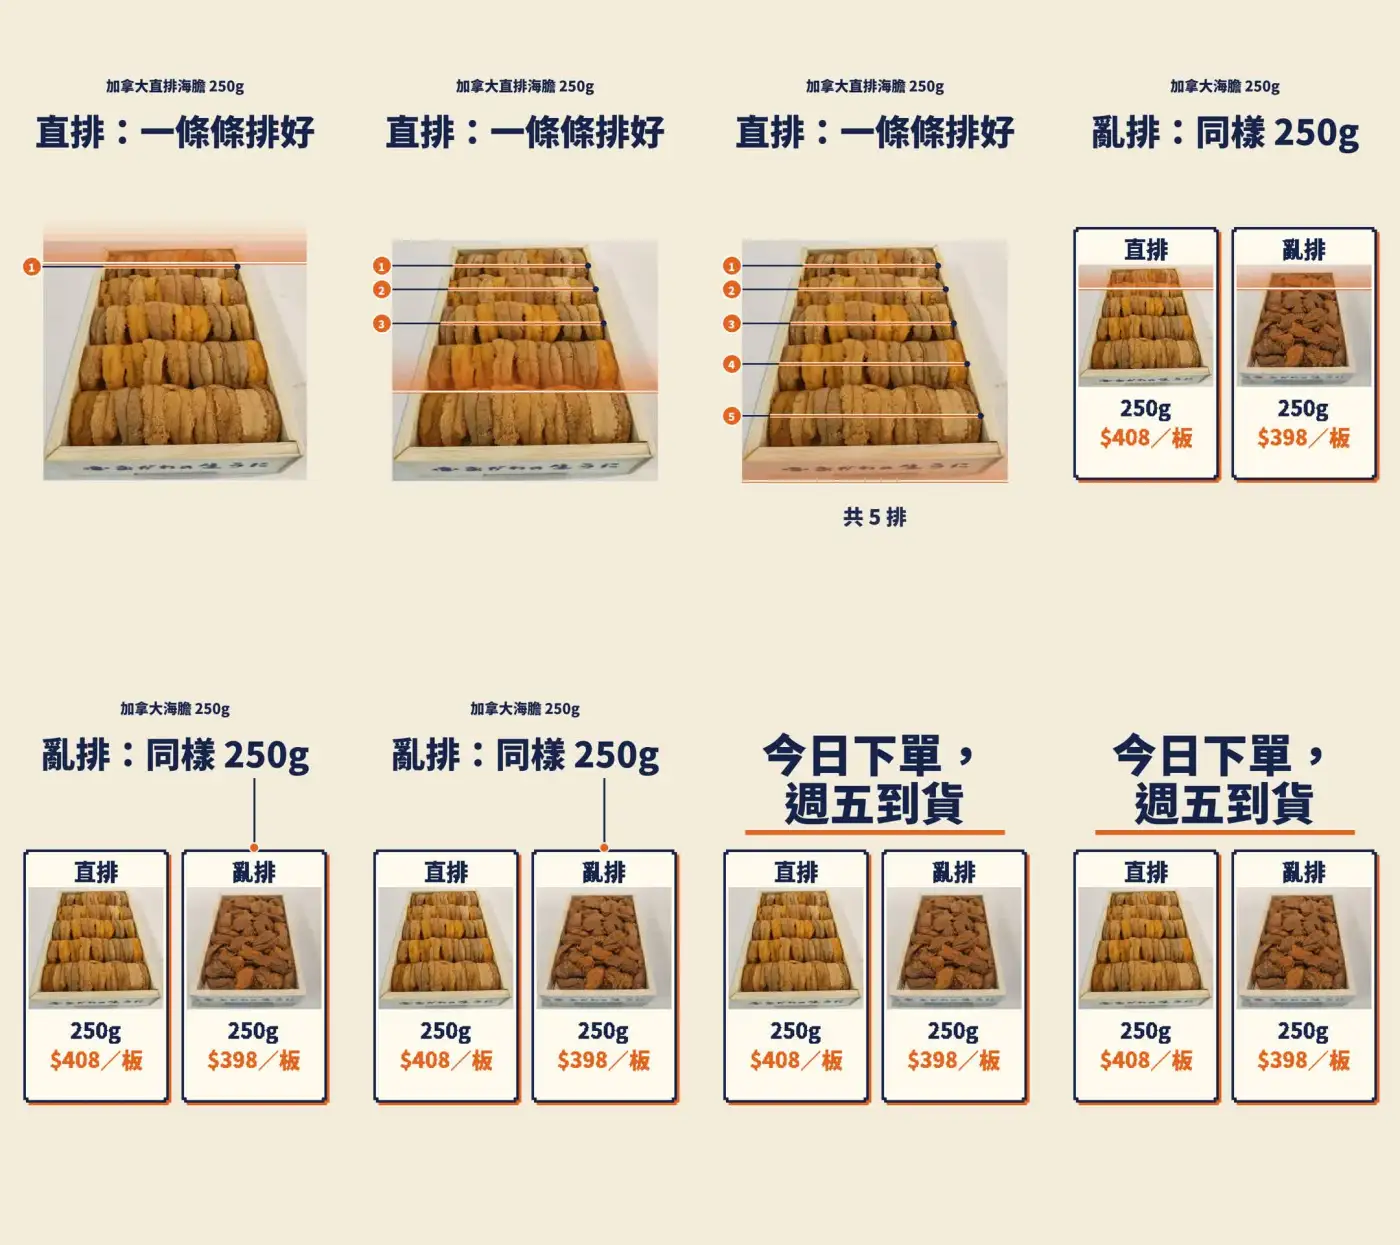 加拿大直排海膽 250g
直排：一條條排好
1
加拿大直排海膽 250g
直排：一條條排好
1
2
3
加拿大直排海膽 250g
直排：一條條排好
1
2
3
4
5
共 5 排
加拿大海膽 250g
亂排：同樣 250g
直排
250g
$408／板
亂排
250g
$398／板
加拿大海膽 250g
亂排：同樣 250g
直排
250g
$408／板
亂排
250g
$398／板
加拿大海膽 250g
亂排：同樣 250g
直排
250g
$408／板
亂排
250g
$398／板
今日下單，
週五到貨
直排
250g
$408／板
亂排
250g
$398／板
今日下單，
週五到貨
直排
250g
$408／板
亂排
250g
$398／板